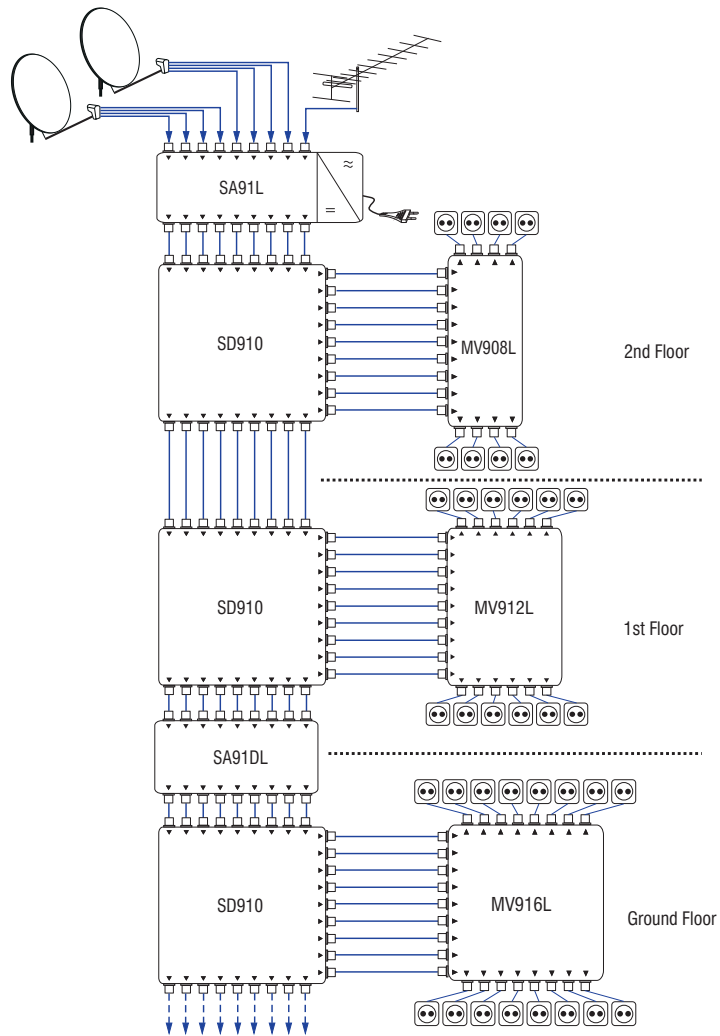 SA91L
≈
=
SD910
MV908L
2nd Floor
SD910
MV912L
1st Floor
SA91DL
SD910
MV916L
Ground Floor